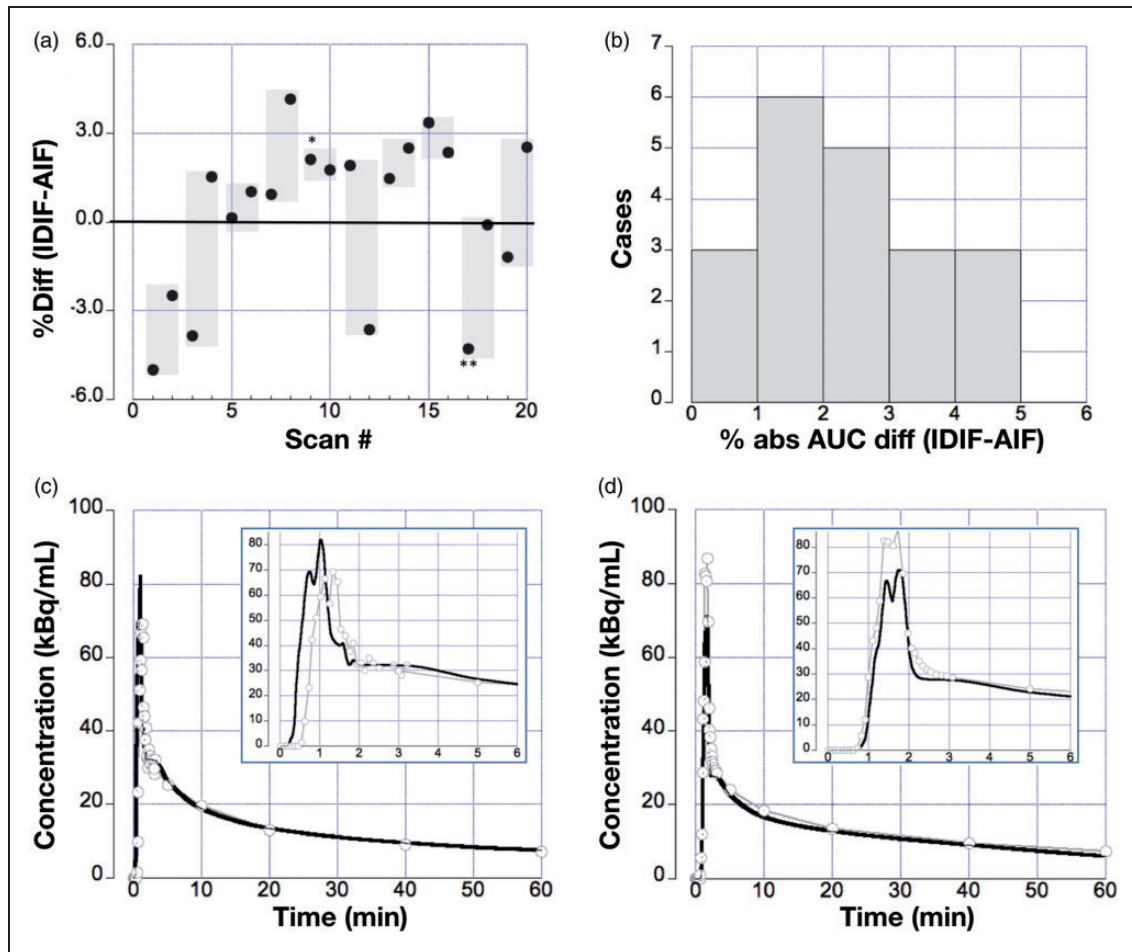 (a)
6.0
3.0
0.0
-3.0
-6.0
%Diff (IDIF-AIF)
*
**
0 5 10 15 20
Scan #
(b)
7
6
5
4
3
2
1
0
Cases
0 1 2 3 4 5 6
% abs AUC diff (IDIF-AIF)
(c)
100
80
60
40
20
0
Concentration (kBq/mL)
80
70
60
50
40
30
20
10
0
0 1 2 3 4 5 6
0 10 20 30 40 50 60
Time (min)
(d)
100
80
60
40
20
0
Concentration (kBq/mL)
80
70
60
50
40
30
20
10
0
0 1 2 3 4 5 6
0 10 20 30 40 50 60
Time (min)